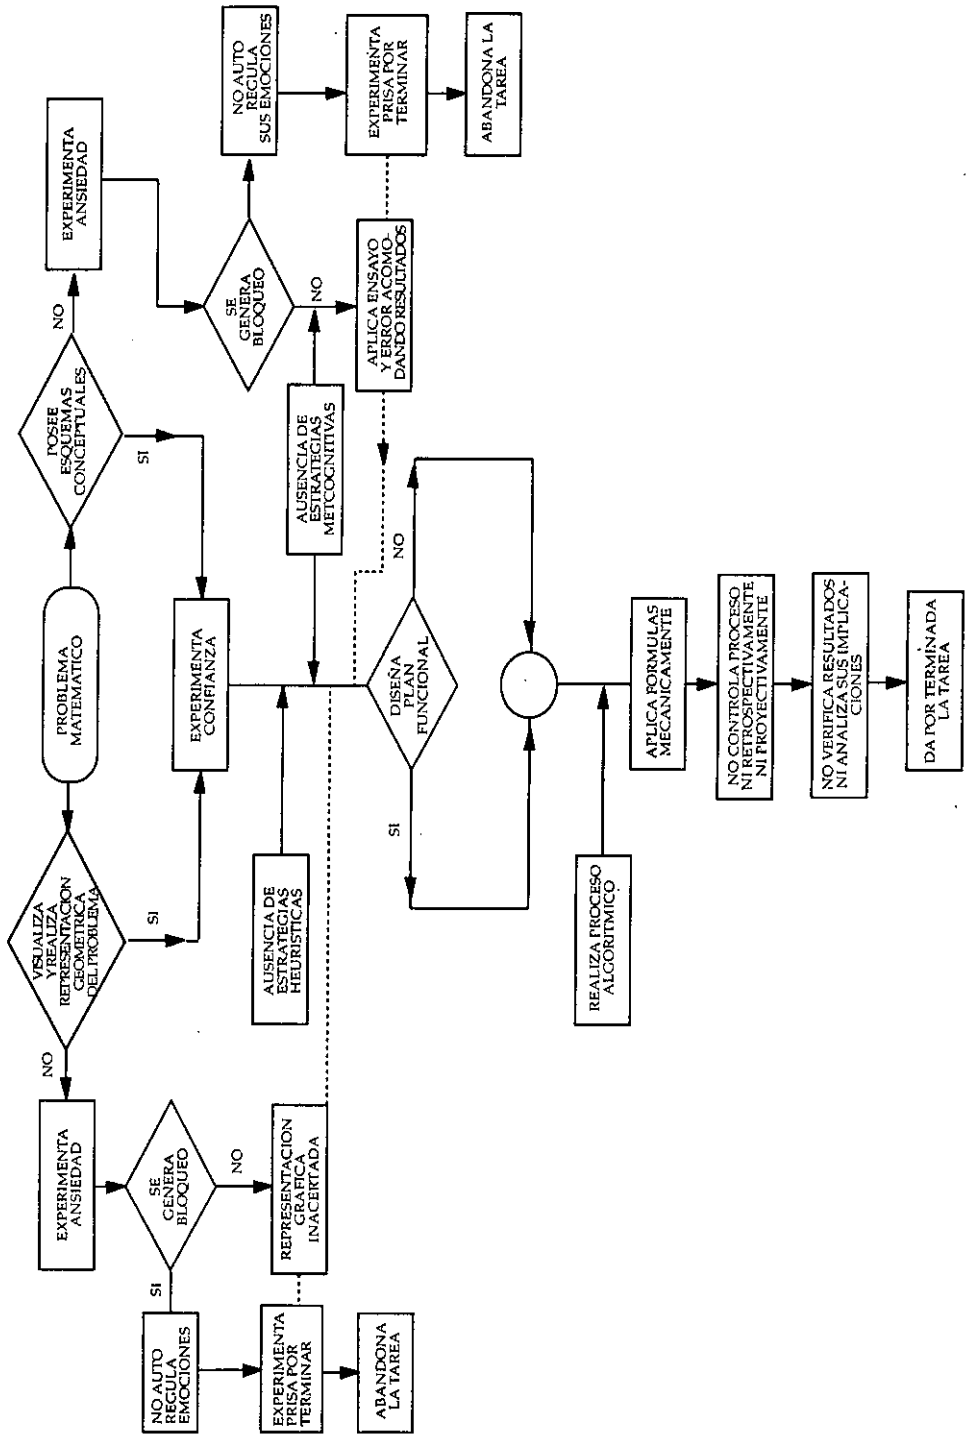 EXPERIMENTA
ANSIEDAD
NO
VISUALIZA
Y REALIZA
REPRESENTACION
GEOMETRICA
DEL PROBLEMA
PROBLEMA
MATEMATICO
POSEE
ESQUEMAS
CONCEPTUALES
NO
EXPERIMENTA
ANSIEDAD
SI
SI
SI
SE
GENERA
BLOQUEO
NO
NO AUTO
REGULA
EMOCIONES
EXPERIMENTA
CONFIANZA
SE
GENERA
BLOQUEO
NO
NO AUTO
REGULA
SUS EMOCIONES
EXPERIMENTA
PRISA POR
TERMINAR
REPRESENTACION
GRAFICA
INACERTADA
AUSENCIA DE
ESTRATEGIAS
HEURISTICAS
AUSENCIA DE
ESTRATEGIAS
METCOGNITIVAS
APLICA ENSAYO
Y ERROR ACOMO-
DANDO RESULTADOS
EXPERIMENTA
PRISA POR
TERMINAR
ABANDONA
LA TAREA
SI
DISEÑA
PLAN
FUNCIONAL
NO
ABANDONA LA
TAREA
REALIZA PROCESO
ALGORITMICO
APLICA FORMULAS
MECANICAMENTE
NO CONTROLA PROCESO
NI RETROSPECTIVAMENTE
NI PROYECTIVAMENTE
NO VERIFICA RESULTADOS
NI ANALIZA SUS IMPLICA-
CIONES
DA POR TERMINADA
LA TAREA